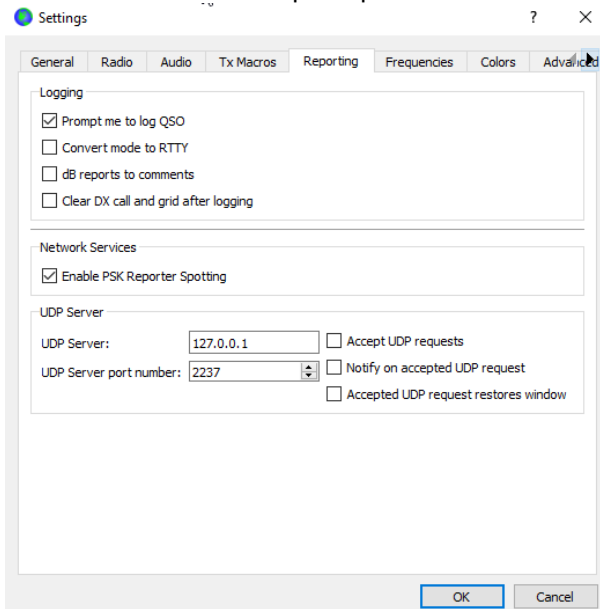 Settings ? ×
General Radio Audio Tx Macros Reporting Frequencies Colors Advanced
Logging
Prompt me to log QSO
Convert mode to RTTY
dB reports to comments
Clear DX call and grid after logging
Network Services
Enable PSK Reporter Spotting
UDP Server
UDP Server: 127.0.0.1 Accept UDP requests
UDP Server port number: 2237 Notify on accepted UDP request
Accepted UDP request restores window
OK Cancel